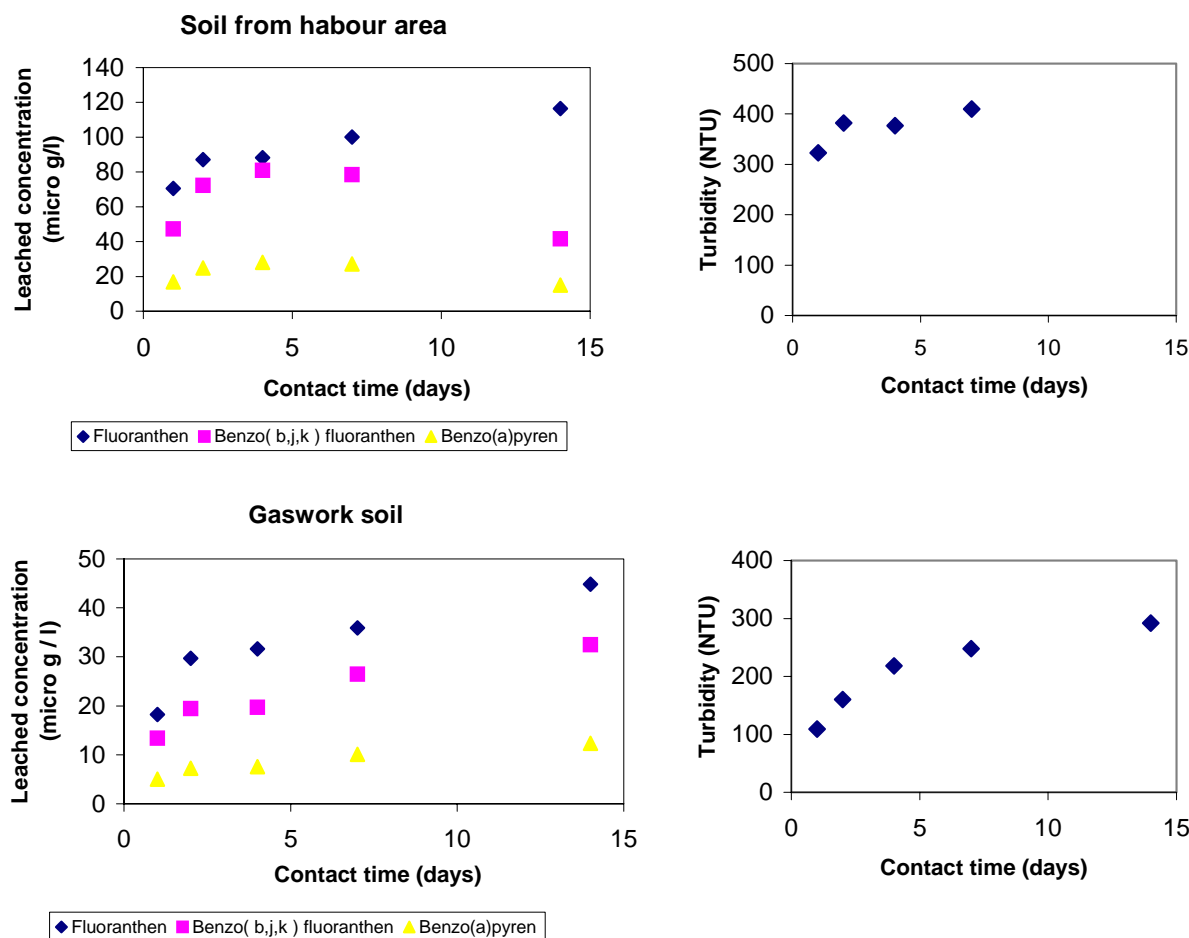 Soil from habour area
Leached concentration
(micro g/l)
140
120
100
80
60
40
20
0
0 5 10 15
Contact time (days)
Fluoranthen Benzo( b,j,k ) fluoranthen Benzo(a)pyren
Turbidity (NTU)
500
400
300
200
100
0
0 5 10 15
Contact time (days)
Gaswork soil
Leached concentration
(micro g / l)
50
40
30
20
10
0
0 5 10 15
Contact time (days)
Fluoranthen Benzo( b,j,k ) fluoranthen Benzo(a)pyren
Turbidity (NTU)
400
300
200
100
0
0 5 10 15
Contact time (days)